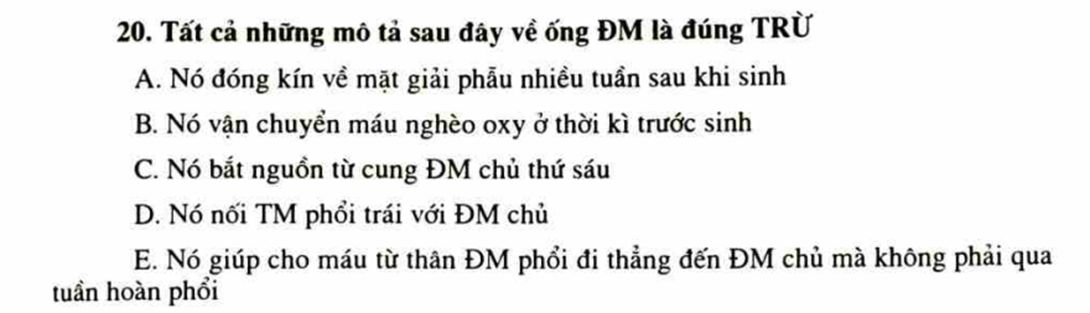 20. Tất cả những mô tả sau đây về ống ĐM là đúng TRỪ
A. Nó đóng kín về mặt giải phẫu nhiều tuần sau khi sinh
B. Nó vận chuyển máu nghèo oxy ở thời kì trước sinh
C. Nó bắt nguồn từ cung ĐM chủ thứ sáu
D. Nó nối TM phổi trái với ĐM chủ
E. Nó giúp cho máu từ thân ĐM phổi đi thẳng đến ĐM chủ mà không phải qua
tuần hoàn phổi